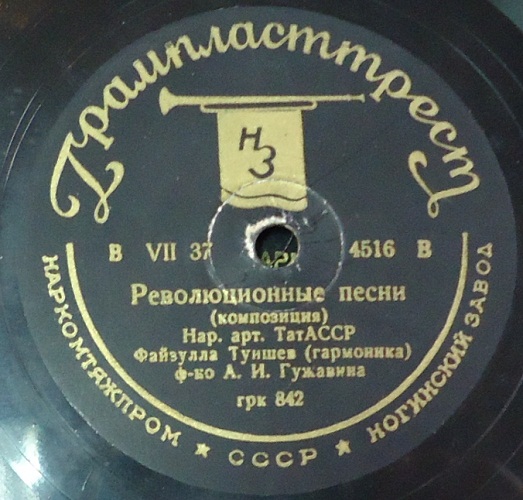 Грампласттрест
НЗ
В VII 37 4516 В
Революционные песни
(композиция)
Нар. арт. ТатАССР
Файзулла Туишев (гармоника)
ф-ко А. И. Гужавина
грк 842
НАРКОМТЯЖПРОМ ★ СССР ★ НОГИНСКИЙ ЗАВОД